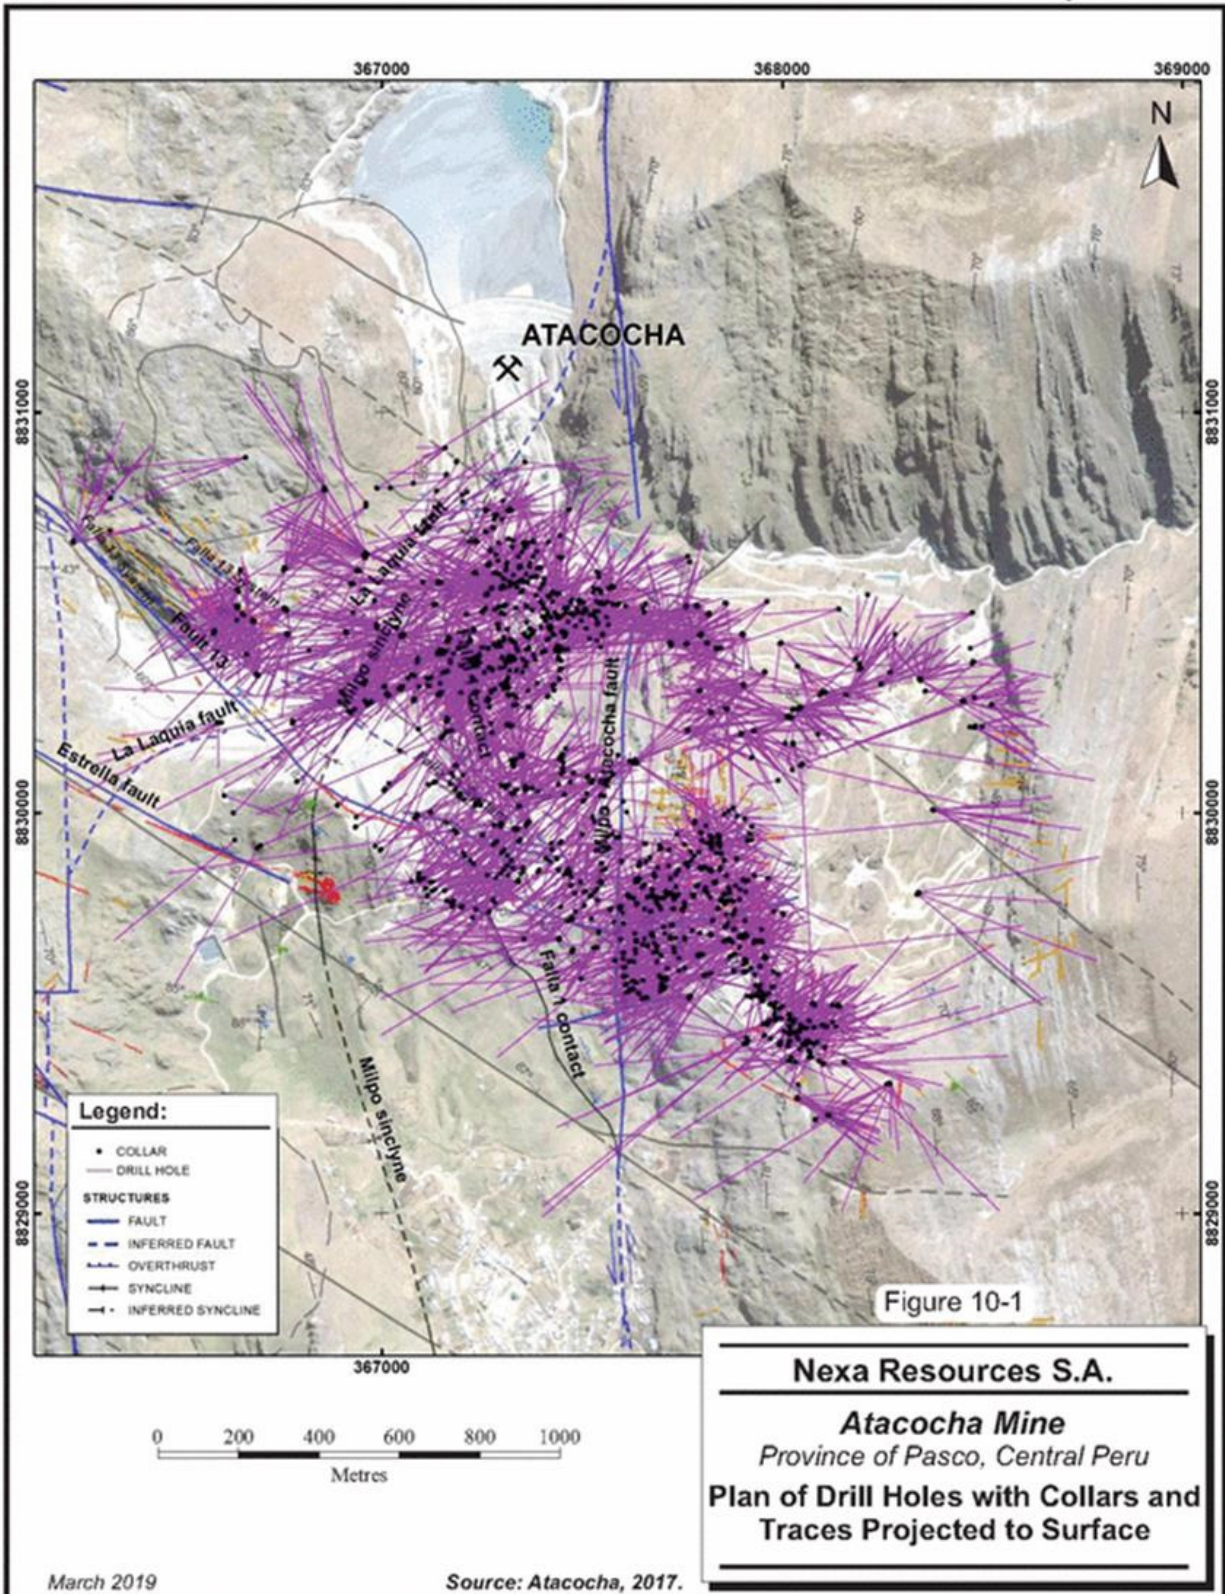 367000
368000
369000
N
ATACOCHA
8831000
8831000
La Laquia fault
Falla 13 System
Fault 13
Milpo sinclyne
contact
La Laquia fault
Estrella fault
8830000
8830000
Falla 1 contact
Milpo sinclyne
8829000
8829000
Legend:
COLLAR
DRILL HOLE
STRUCTURES
FAULT
INFERRED FAULT
OVERTHRUST
SYNCLINE
INFERRED SYNCLINE
Figure 10-1
367000
Nexa Resources S.A.
Atacocha Mine
Province of Pasco, Central Peru
Plan of Drill Holes with Collars and
Traces Projected to Surface
0 200 400 600 800 1000
Metres
March 2019
Source: Atacocha, 2017.